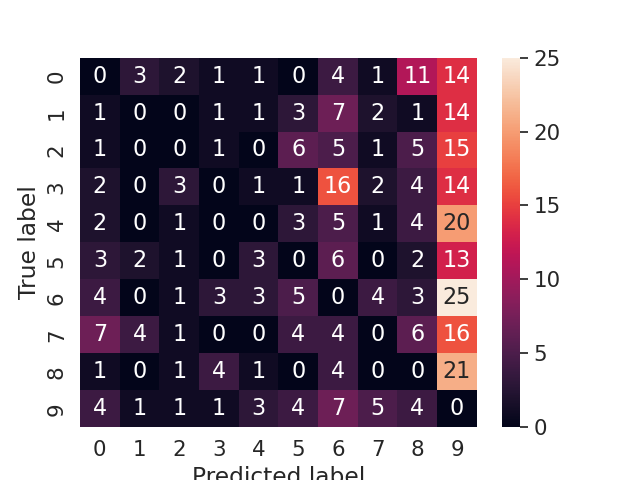 0 0 3 2 1 1 0 4 1 11 14
1 1 0 0 1 1 3 7 2 1 14
2 1 0 0 1 0 6 5 1 5 15
3 2 0 3 0 1 1 16 2 4 14
4 2 0 1 0 0 3 5 1 4 20
5 3 2 1 0 3 0 6 0 2 13
6 4 0 1 3 3 5 0 4 3 25
7 7 4 1 0 0 4 4 0 6 16
8 1 0 1 4 1 0 4 0 0 21
9 4 1 1 1 3 4 7 5 4 0
0 1 2 3 4 5 6 7 8 9
Predicted label
True label
25
20
15
10
5
0